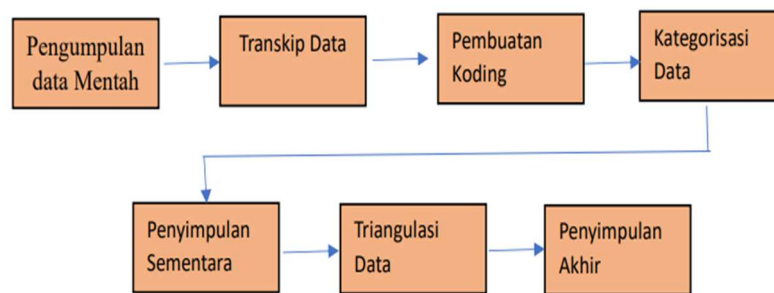 Pengumpulan
data Mentah
Transkip Data
Pembuatan
Koding
Kategorisasi
Data
Penyimpulan
Sementara
Triangulasi
Data
Penyimpulan
Akhir